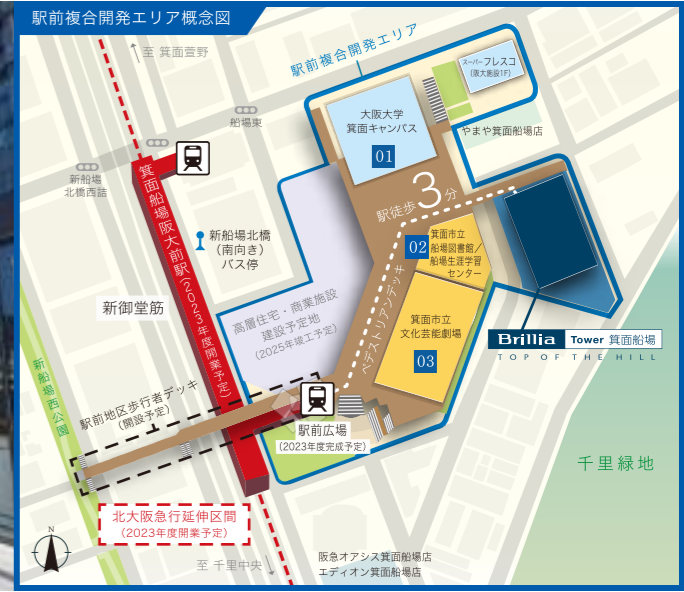 駅前複合開発エリア概念図
至 箕面萱野
駅前複合開発エリア
スーパーフレスコ
(阪大施設1F)
船場東
大阪大学
箕面キャンパス
01
やまや箕面船場店
新船場
北橋西詰
箕面船場阪大前駅(2023年度開業予定)
駅徒歩3分
新船場北橋
(南向き)
バス停
02
箕面市立
船場図書館/
船場生涯学習
センター
新御堂筋
高層住宅・商業施設
建設予定地
(2025年竣工予定)
ペデストリアンデッキ
箕面市立
文化芸能劇場
03
Brillia Tower 箕面船場
TOP OF THE HILL
新船場西公園
駅前地区歩行者デッキ
(開設予定)
駅前広場
(2023年度完成予定)
千里緑地
北大阪急行延伸区間
(2023年度開業予定)
N
至 千里中央
阪急オアシス箕面船場店
エディオン箕面船場店